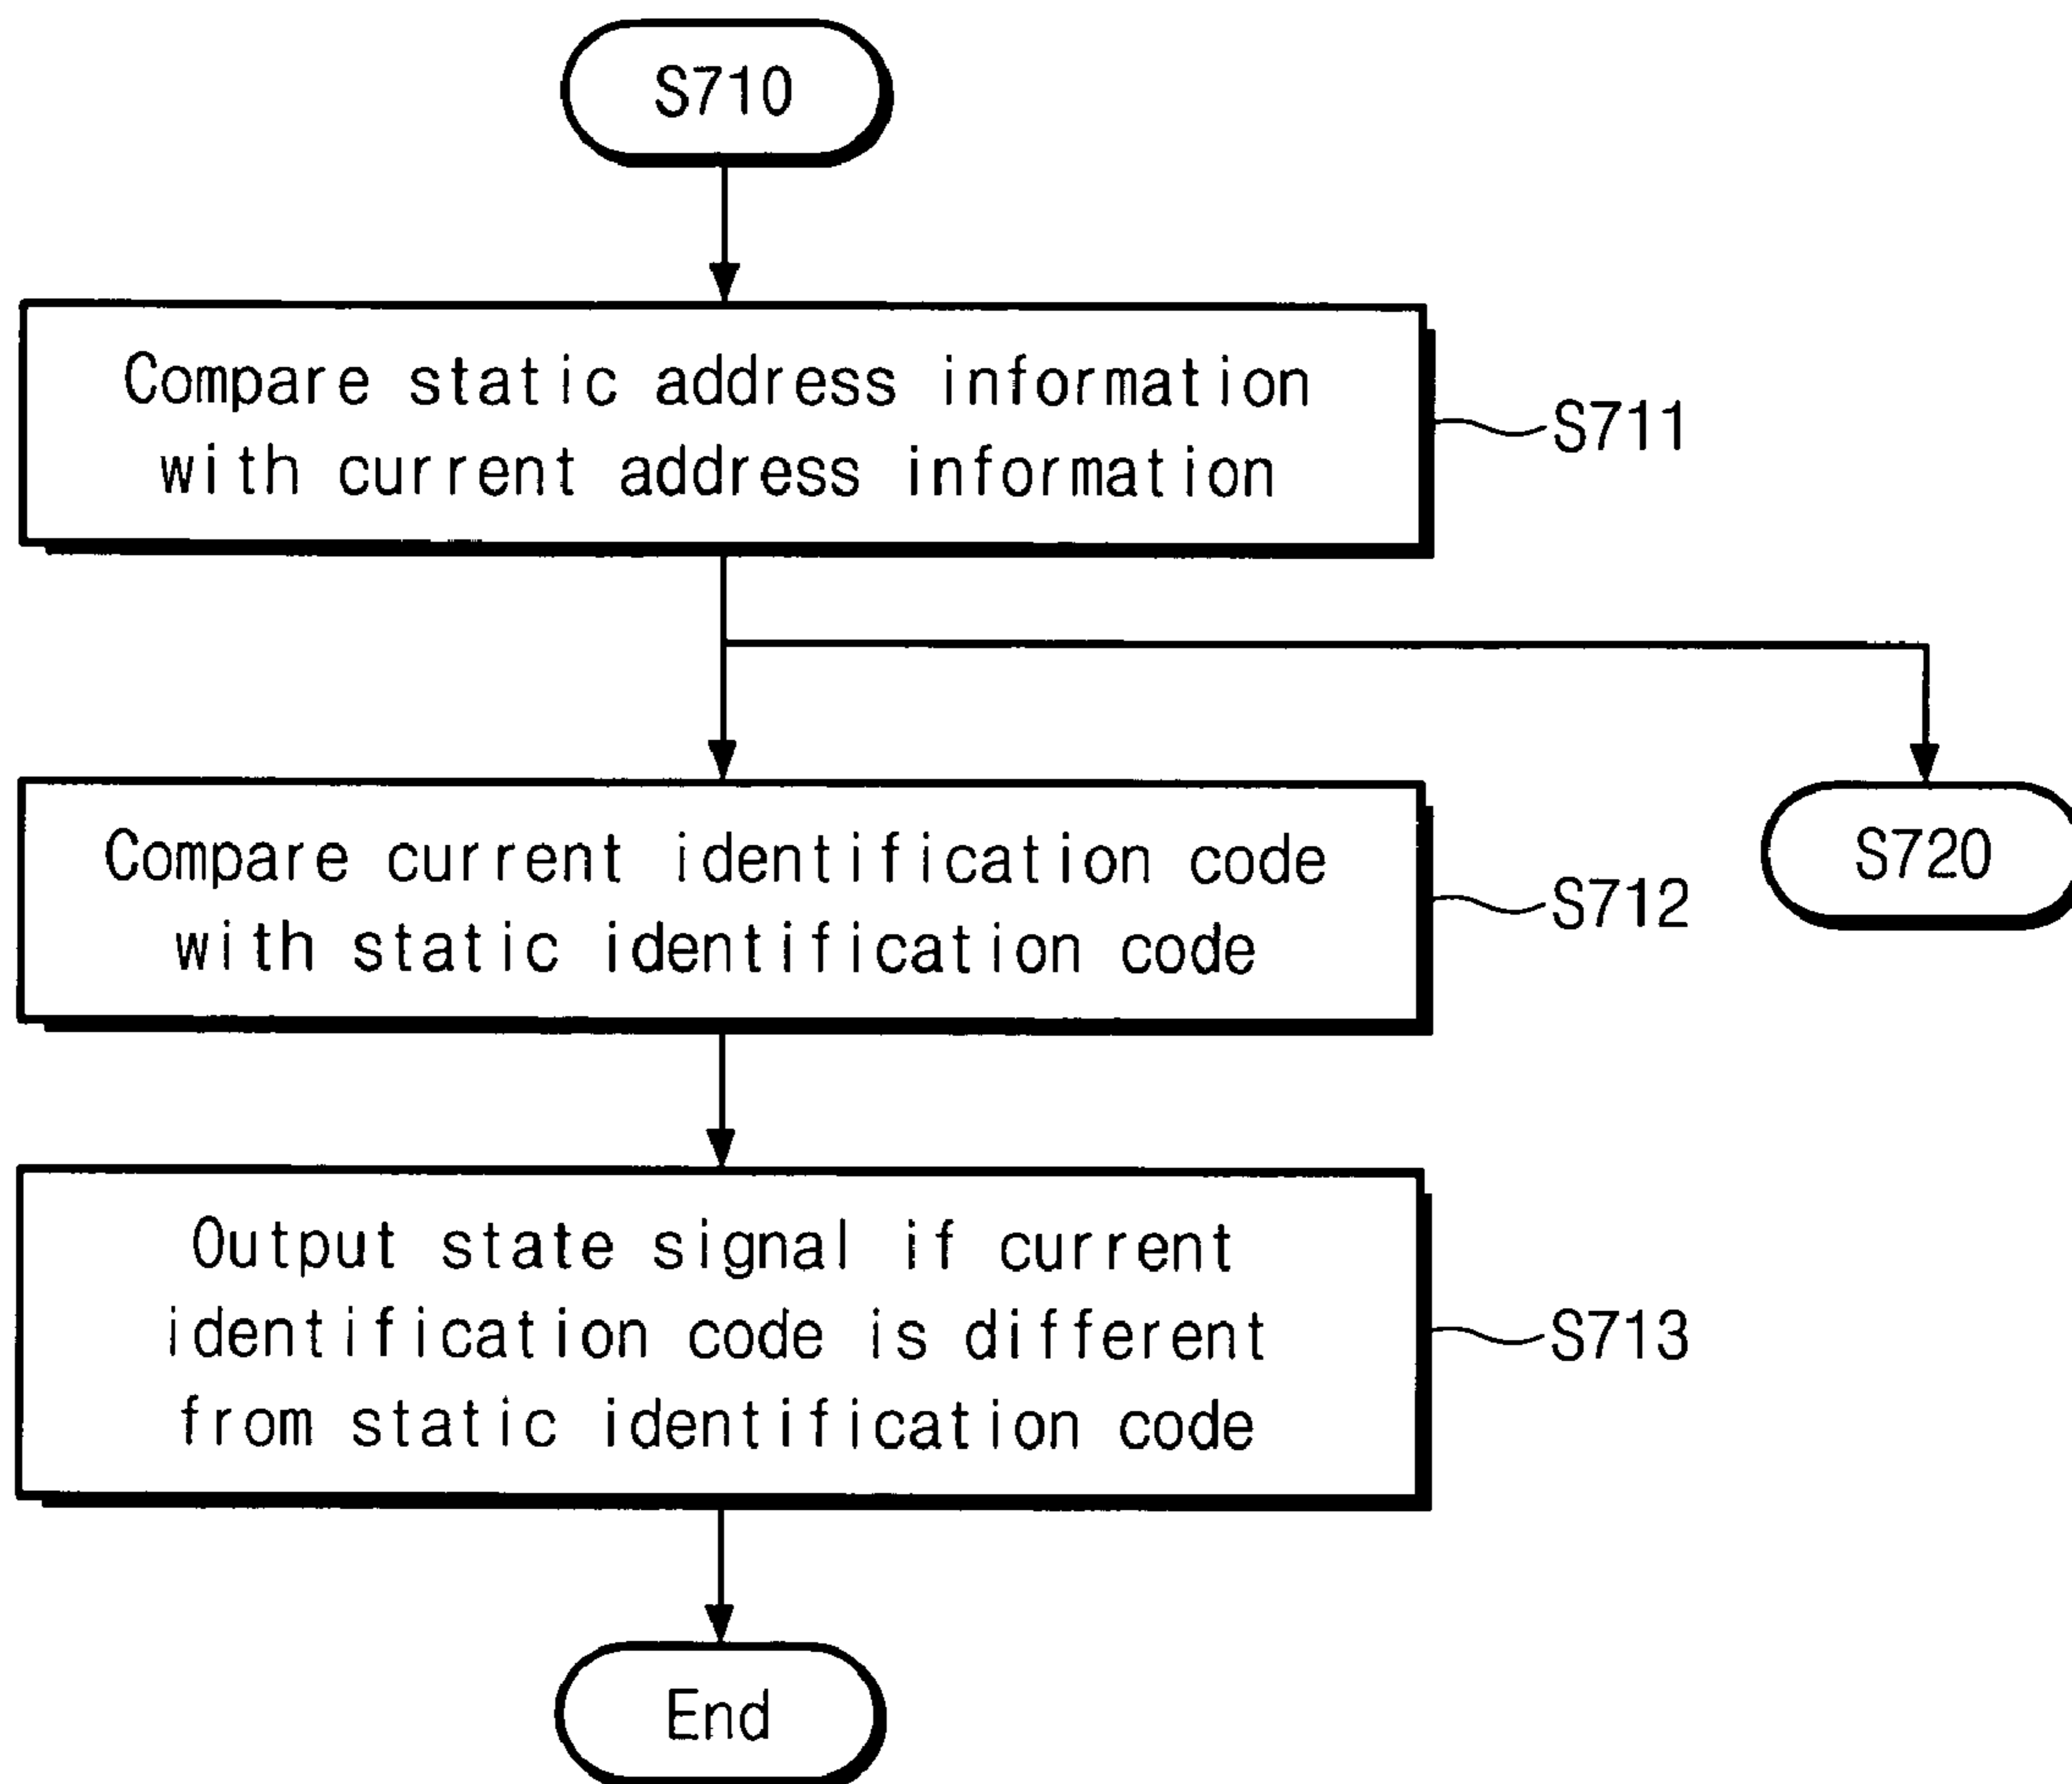 S710
Compare static address information
with current address information
S711
Compare current identification code
with static identification code
S712
S720
Output state signal if current
identification code is different
from static identification code
S713
End